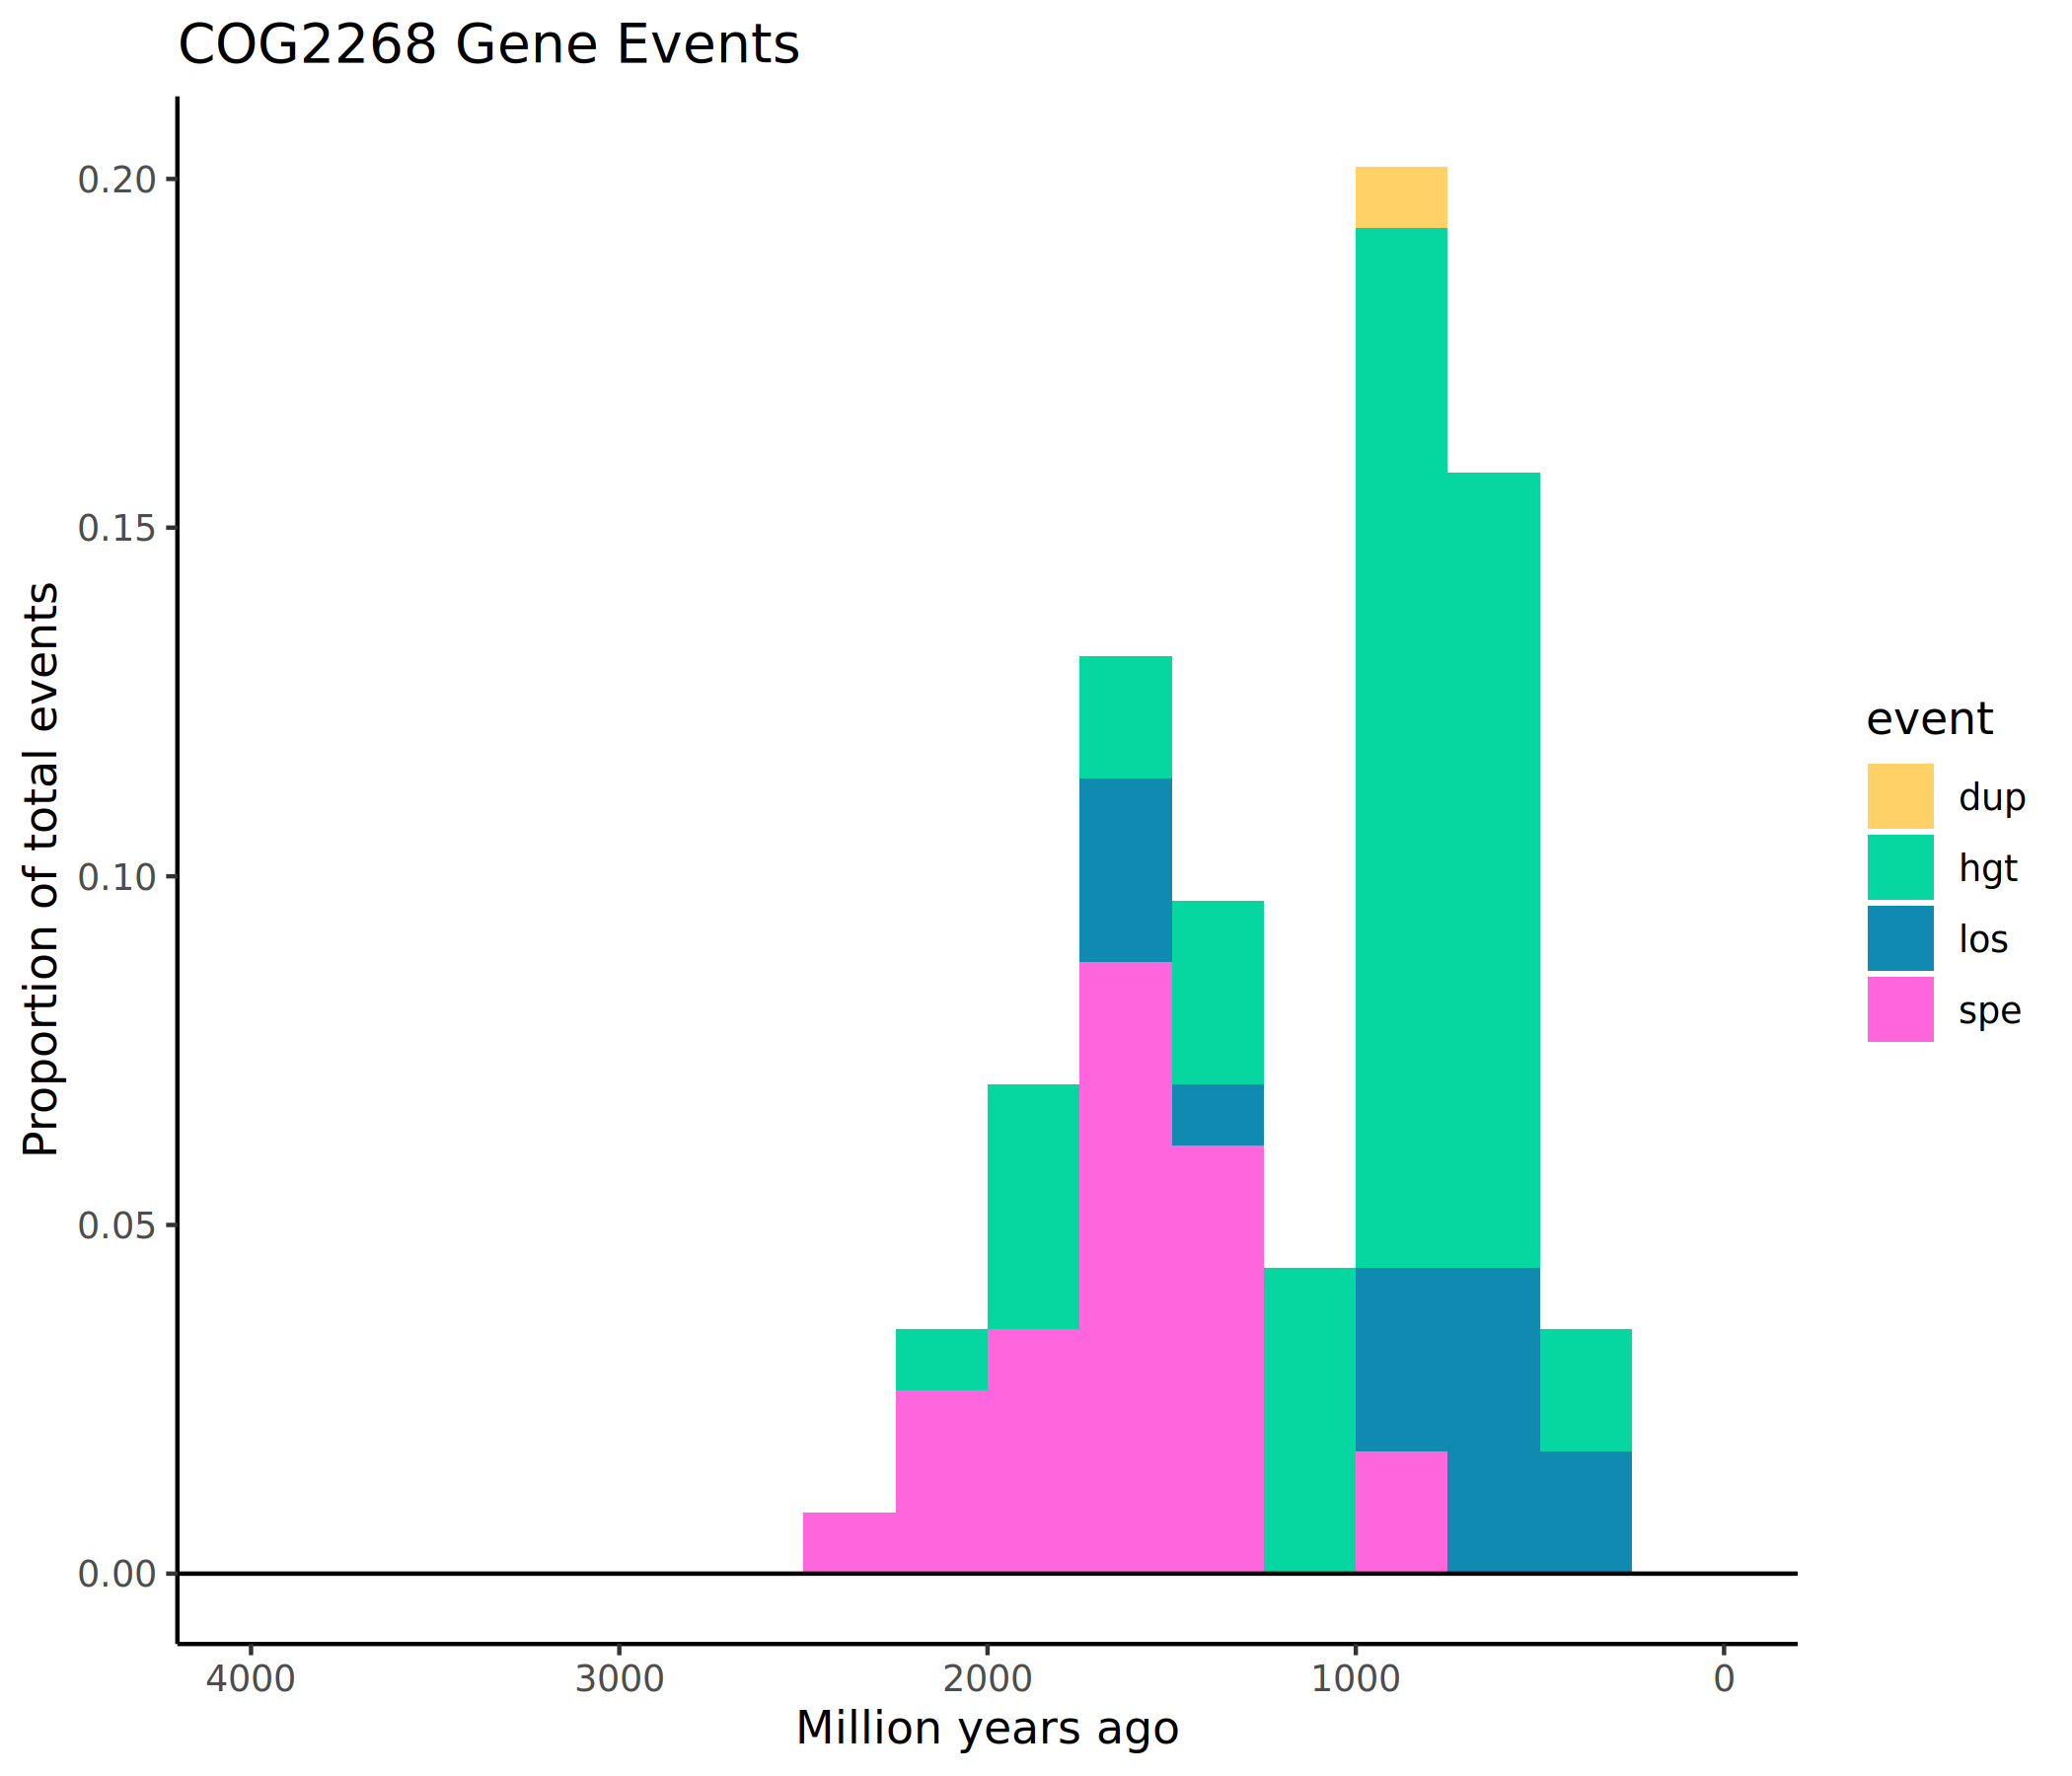 COG2268 Gene Events
Proportion of total events
0.20
0.15
0.10
0.05
0.00
4000 3000 2000 1000 0
Million years ago
event
dup
hgt
los
spe